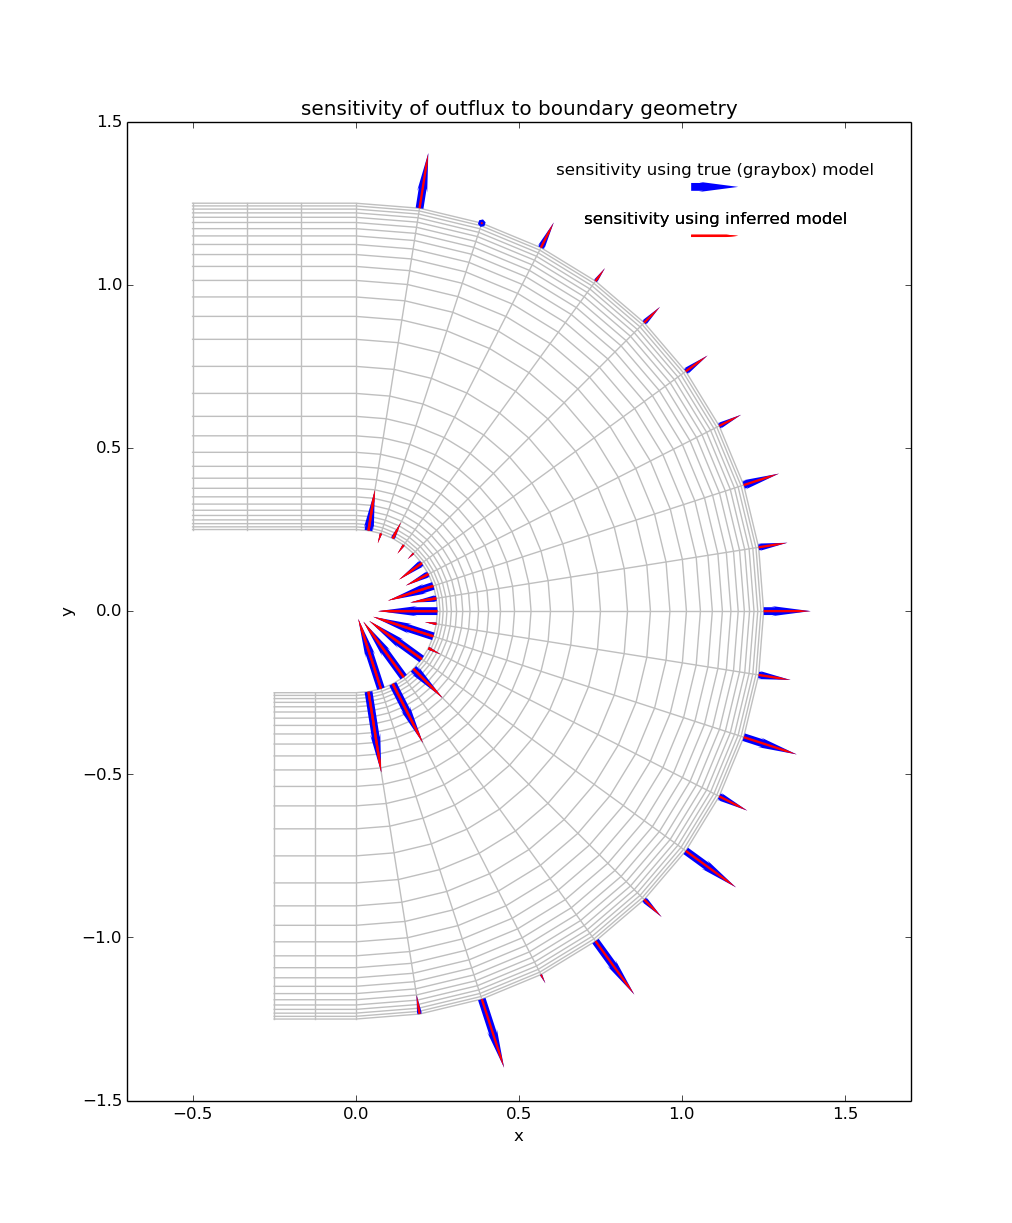 sensitivity of outflux to boundary geometry
1.5
sensitivity using true (graybox) model
sensitivity using inferred model
1.0
0.5
y
0.0
−0.5
−1.0
−1.5
−0.5 0.0 0.5 1.0 1.5
x